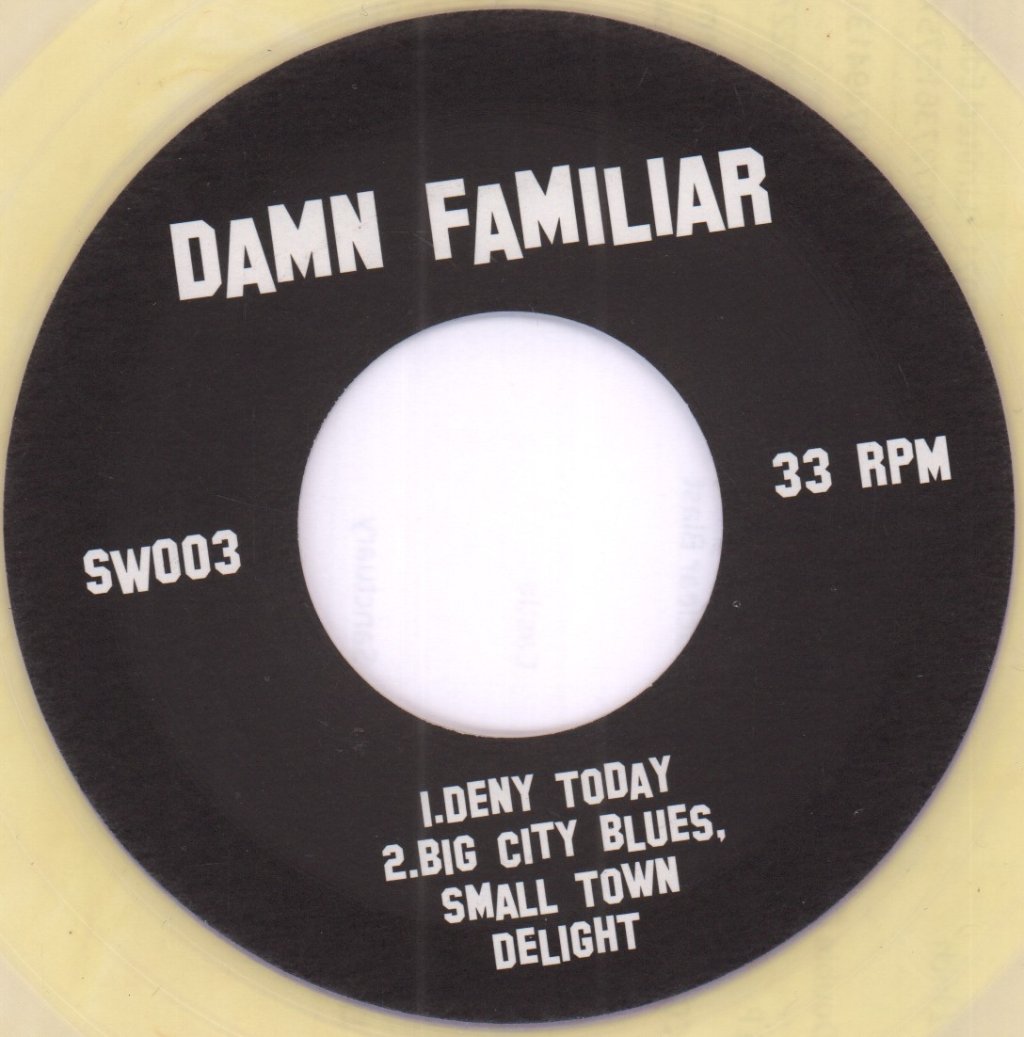 DAMN FAMILIAR
33 RPM
SW003
1.DENY TODAY
2.BIG CITY BLUES,
SMALL TOWN
DELIGHT